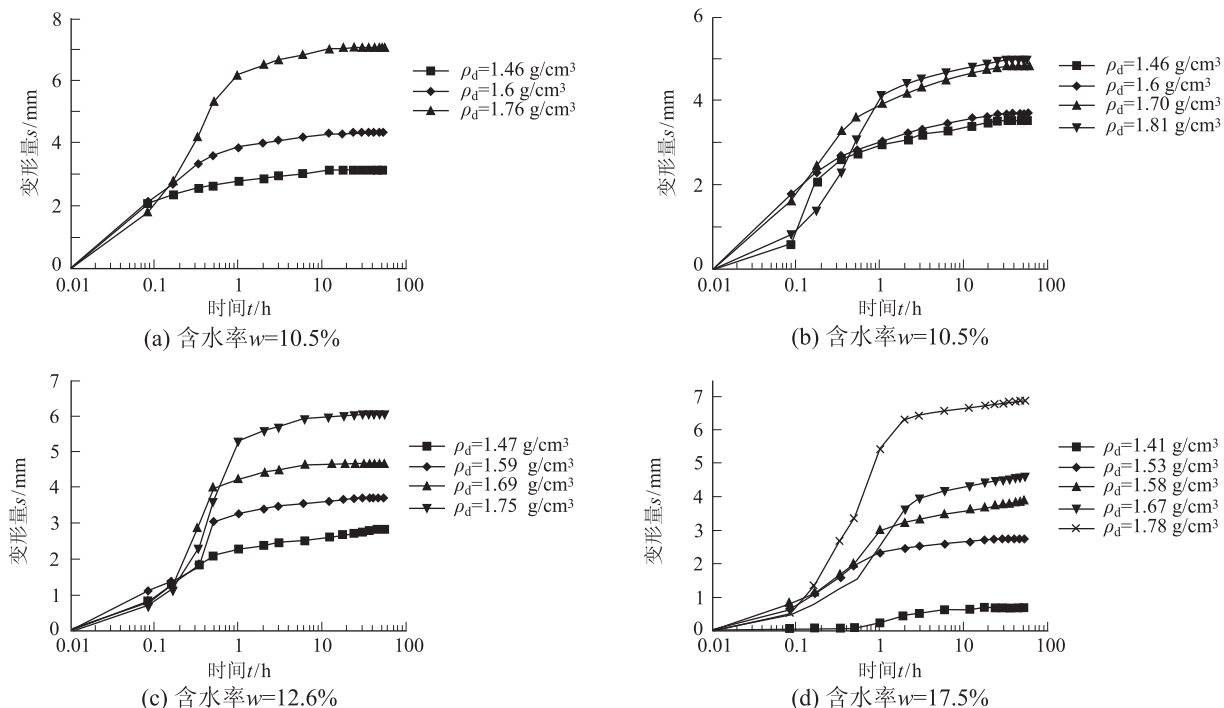 8
6
4
2
0
变形量s/mm
0.01 0.1 1 10 100
时间t/h
ρd=1.46 g/cm³
ρd=1.6 g/cm³
ρd=1.76 g/cm³
(a) 含水率w=10.5%
6
4
2
0
变形量s/mm
0.01 0.1 1 10 100
时间t/h
ρd=1.46 g/cm³
ρd=1.6 g/cm³
ρd=1.70 g/cm³
ρd=1.81 g/cm³
(b) 含水率w=10.5%
7
6
5
4
3
2
1
0
变形量s/mm
0.01 0.1 1 10 100
时间t/h
ρd=1.47 g/cm³
ρd=1.59 g/cm³
ρd=1.69 g/cm³
ρd=1.75 g/cm³
(c) 含水率w=12.6%
7
6
5
4
3
2
1
0
变形量s/mm
0.01 0.1 1 10 100
时间t/h
ρd=1.41 g/cm³
ρd=1.53 g/cm³
ρd=1.58 g/cm³
ρd=1.67 g/cm³
ρd=1.78 g/cm³
(d) 含水率w=17.5%